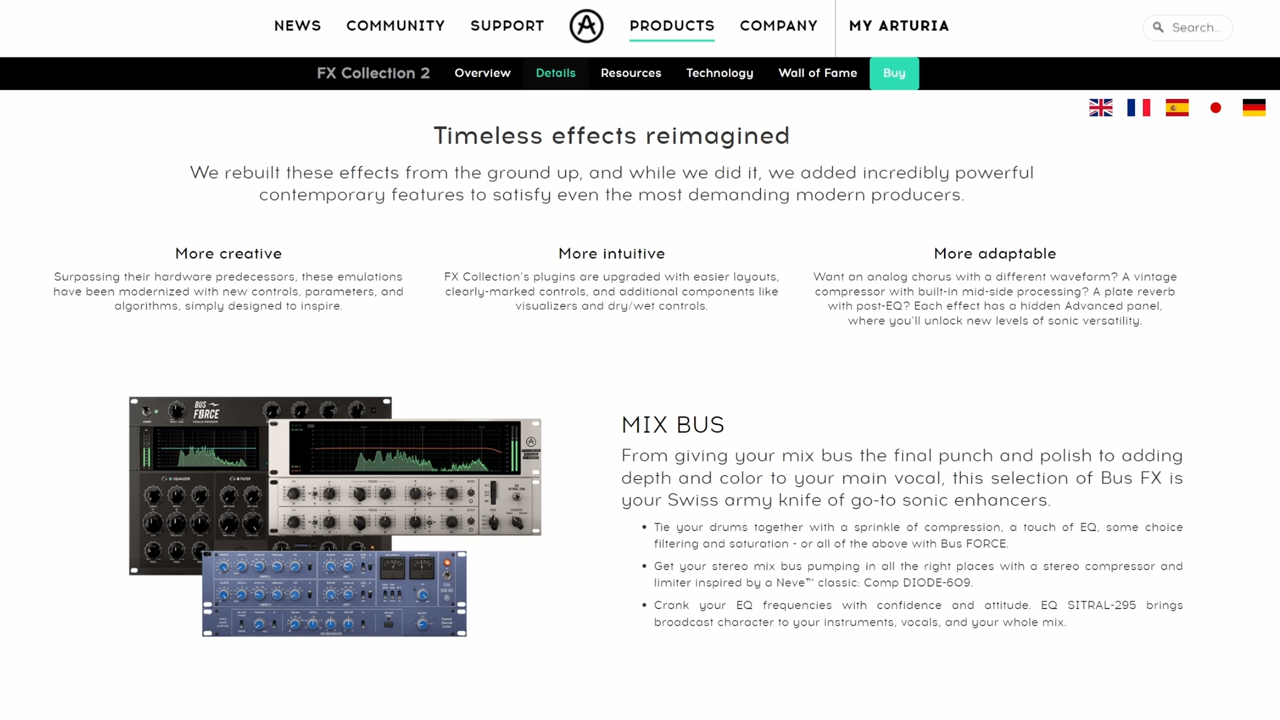 NEWS COMMUNITY SUPPORT PRODUCTS COMPANY MY ARTURIA Search..
FX Collection 2 Overview Details Resources Technology Wall of Fame Buy
Timeless effects reimagined
We rebuilt these effects from the ground up, and while we did it, we added incredibly powerful
contemporary features to satisfy even the most demanding modern producers.
More creative
Surpassing their hardware predecessors, these emulations
have been modernized with new controls, parameters, and
algorithms, simply designed to inspire.
More intuitive
FX Collection's plugins are upgraded with easier layouts,
clearly-marked controls, and additional components like
visualizers and dry/wet controls.
More adaptable
Want an analog chorus with a different waveform? A vintage
compressor with built-in mid-side processing? A plate reverb
with post-EQ? Each effect has a hidden Advanced panel,
where you'll unlock new levels of sonic versatility.
BUS
FORCE
MIX BUS
From giving your mix bus the final punch and polish to adding
depth and color to your main vocal, this selection of Bus FX is
your Swiss army knife of go-to sonic enhancers.
• Tie your drums together with a sprinkle of compression, a touch of EQ, some choice
filtering and saturation - or all of the above with Bus FORCE.
• Get your stereo mix bus pumping in all the right places with a stereo compressor and
limiter inspired by a Neve™ classic: Comp DIODE-609.
• Crank your EQ frequencies with confidence and attitude. EQ SITRAL-295 brings
broadcast character to your instruments, vocals, and your whole mix.